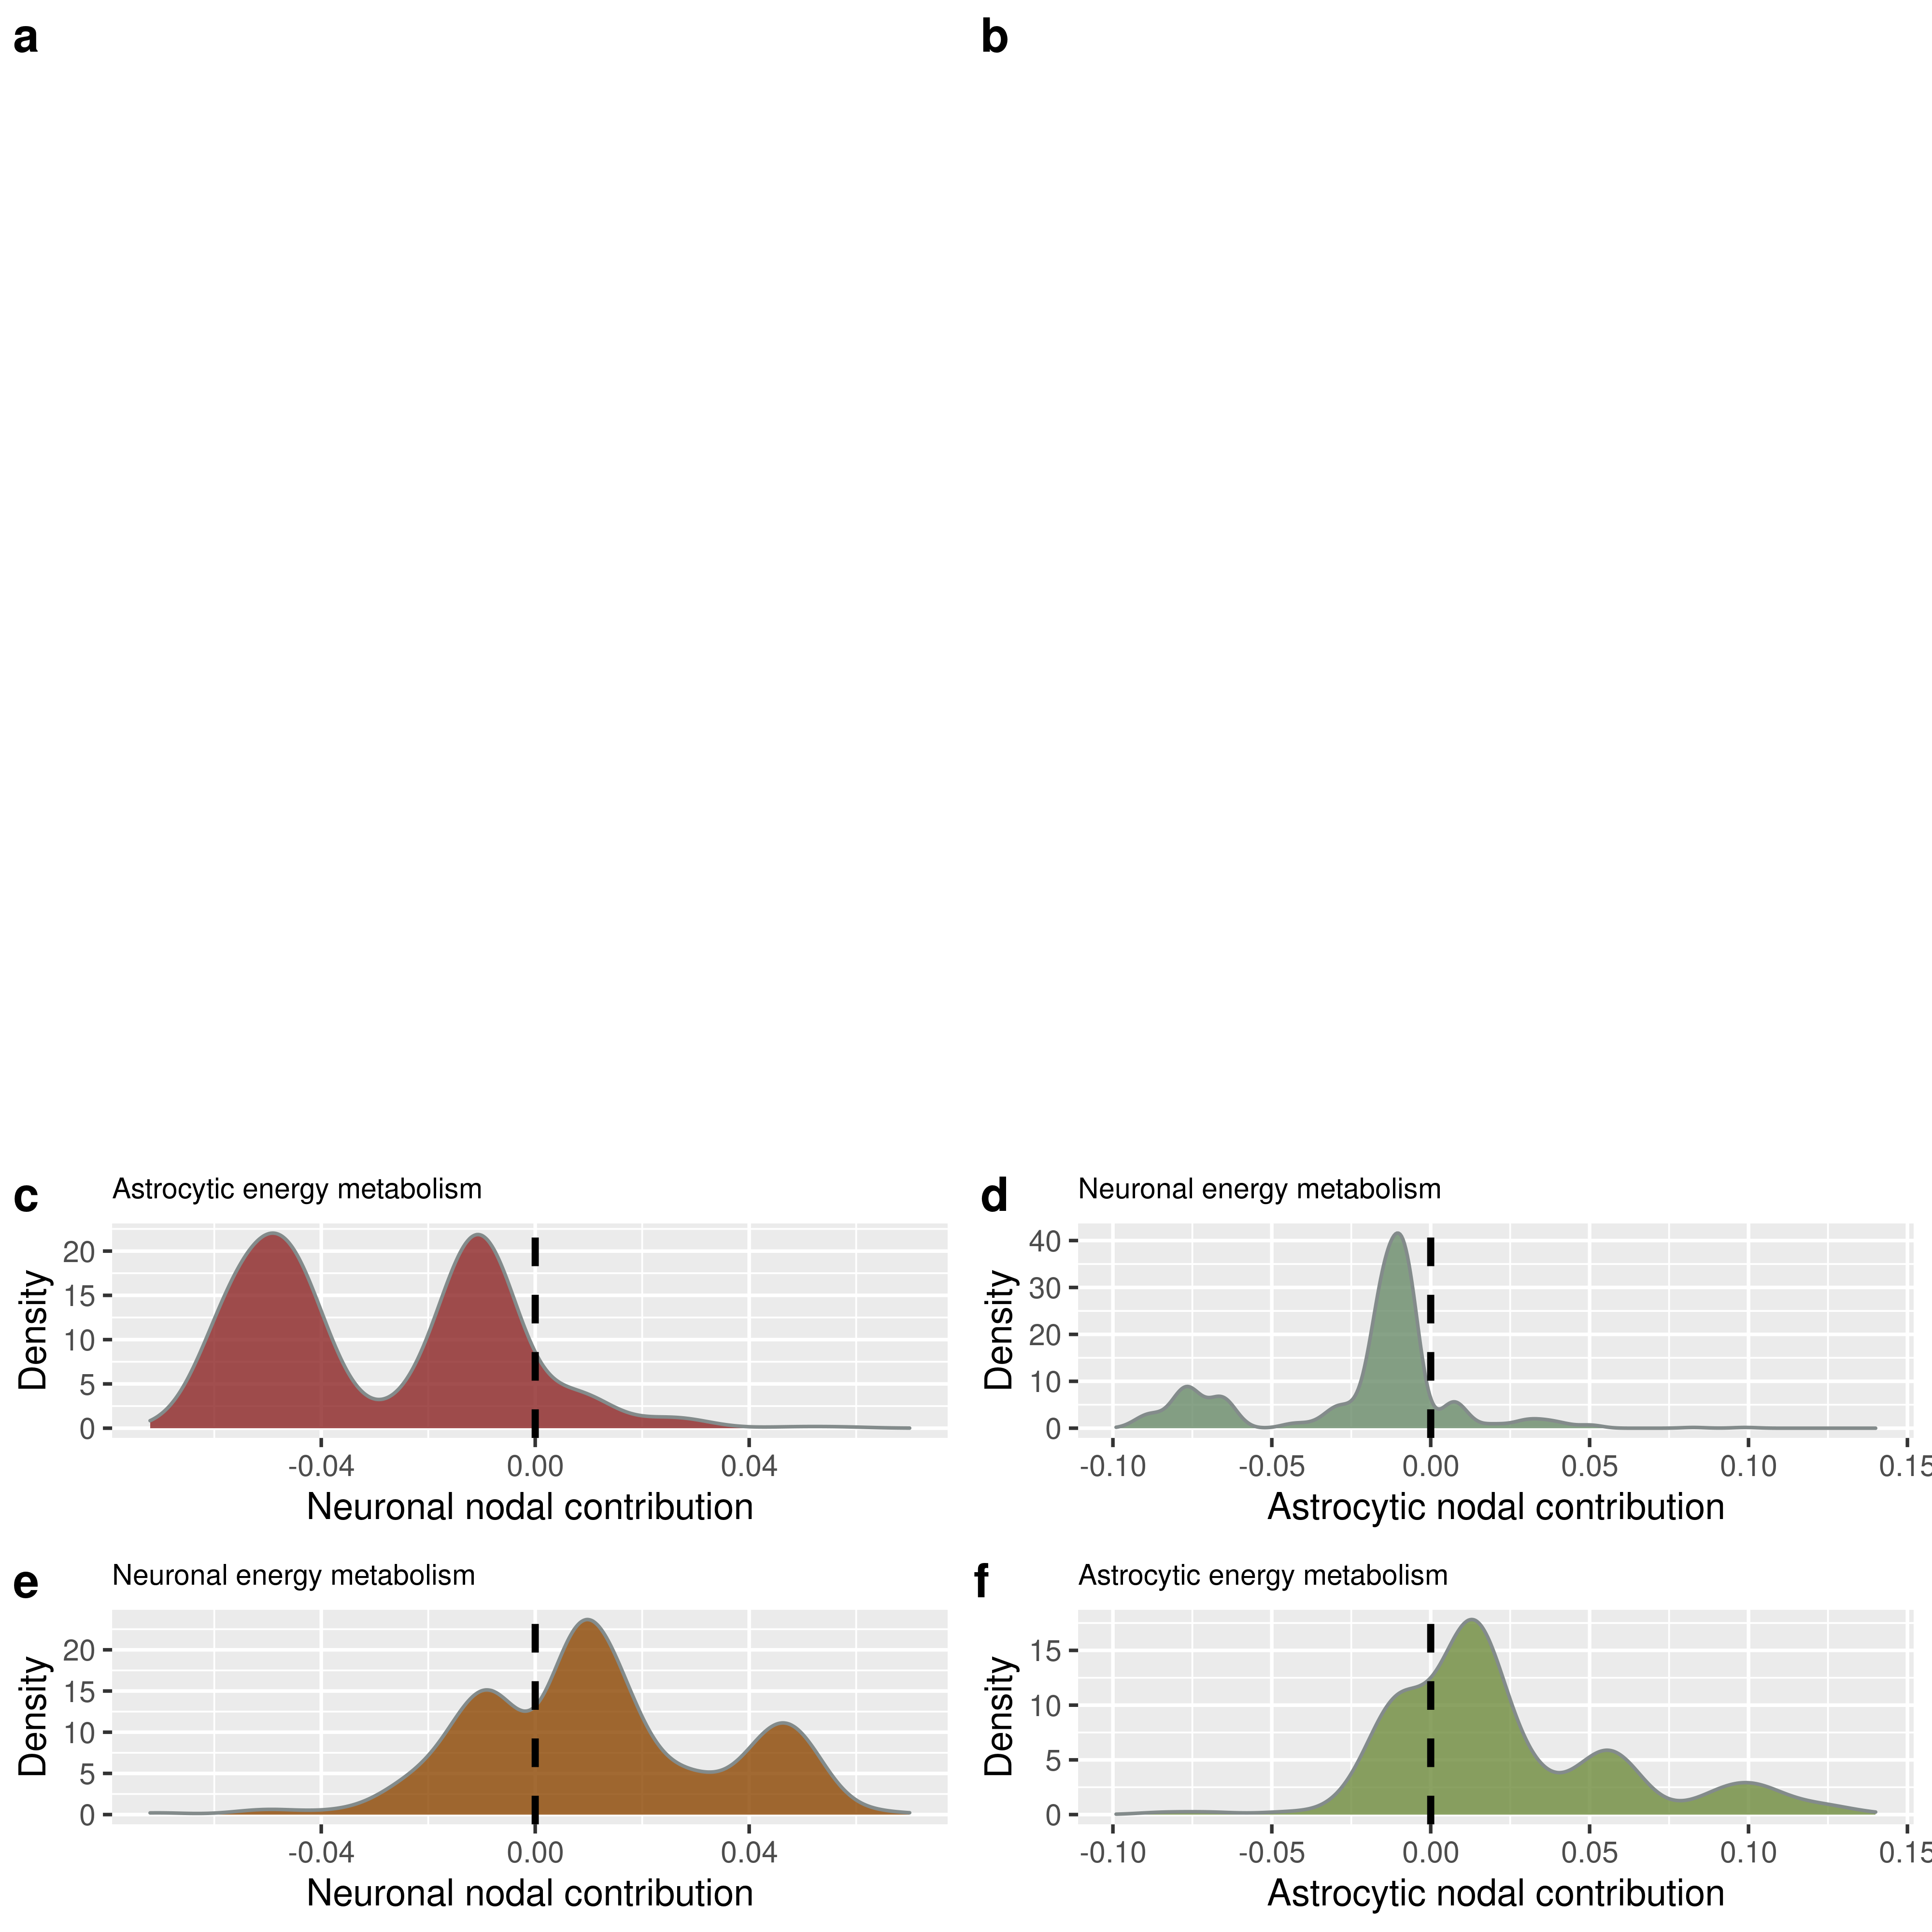 a
b
c
Astrocytic energy metabolism
Density
20
15
10
5
0
-0.04
0.00
0.04
Neuronal nodal contribution
d
Neuronal energy metabolism
Density
40
30
20
10
0
-0.10
-0.05
0.00
0.05
0.10
0.15
Astrocytic nodal contribution
e
Neuronal energy metabolism
Density
20
15
10
5
0
-0.04
0.00
0.04
Neuronal nodal contribution
f
Astrocytic energy metabolism
Density
15
10
5
0
-0.10
-0.05
0.00
0.05
0.10
0.15
Astrocytic nodal contribution